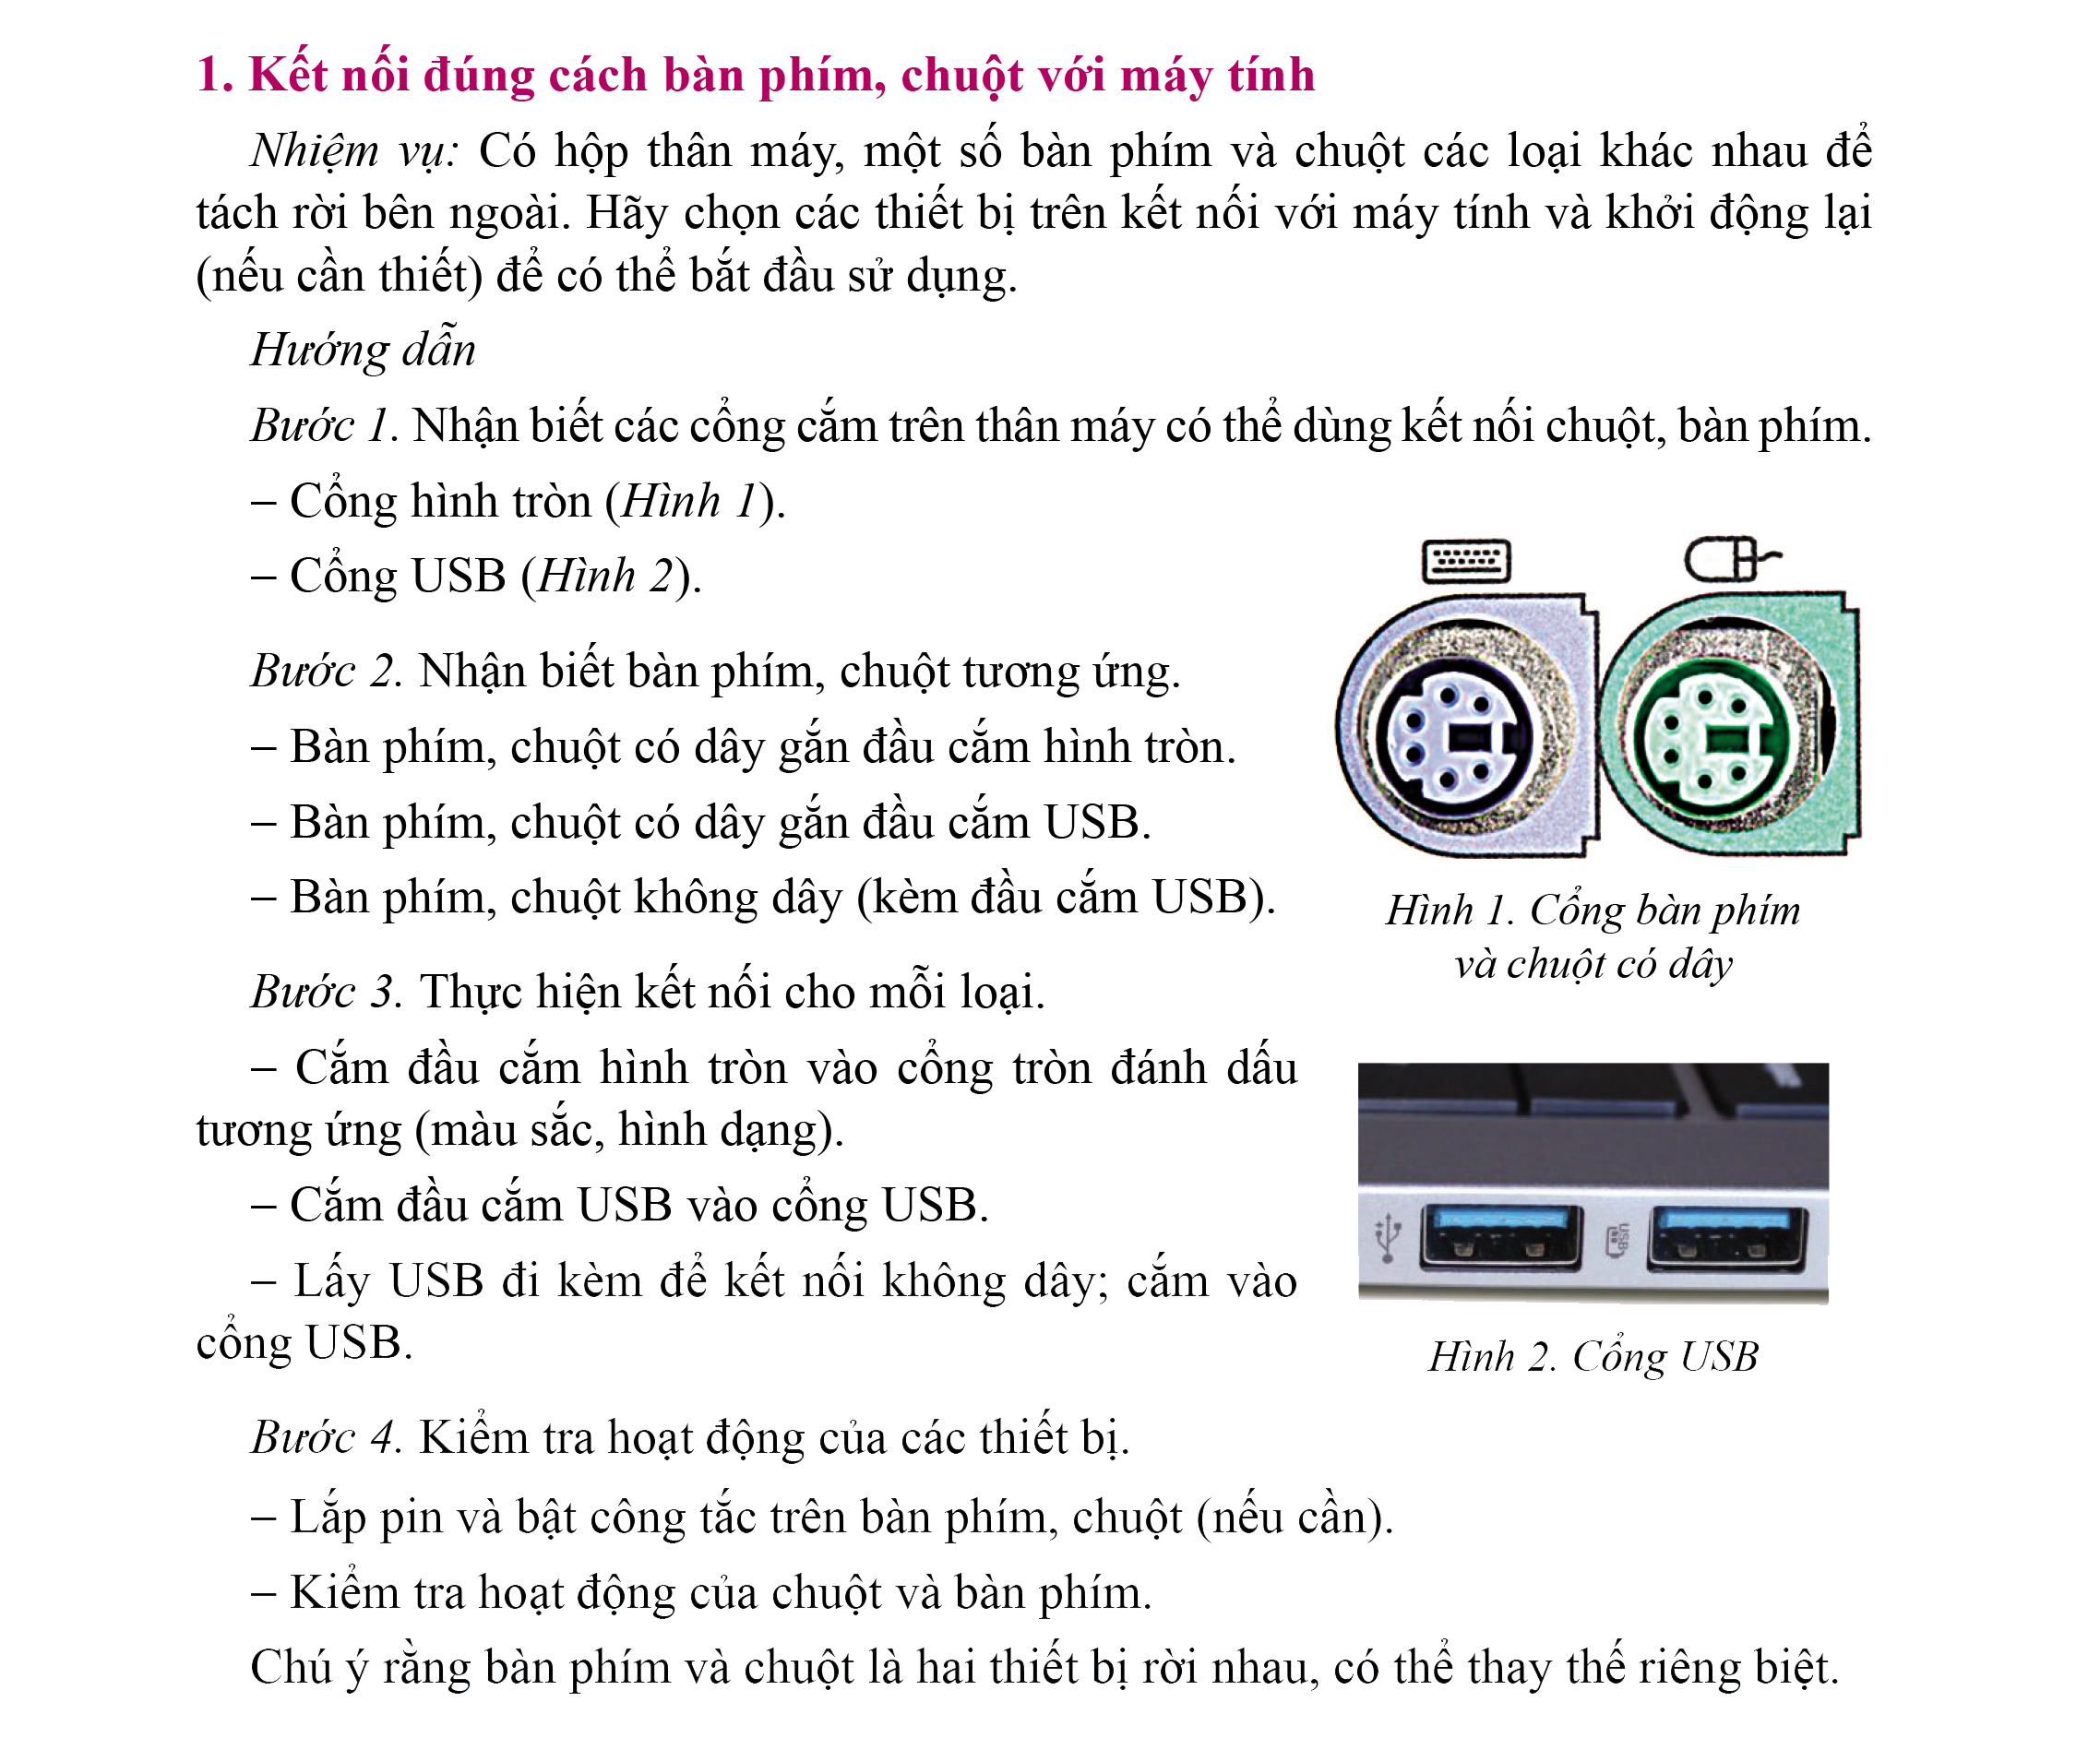 1. Kết nối đúng cách bàn phím, chuột với máy tính
Nhiệm vụ: Có hộp thân máy, một số bàn phím và chuột các loại khác nhau để
tách rời bên ngoài. Hãy chọn các thiết bị trên kết nối với máy tính và khởi động lại
(nếu cần thiết) để có thể bắt đầu sử dụng.
Hướng dẫn
Bước 1. Nhận biết các cổng cắm trên thân máy có thể dùng kết nối chuột, bàn phím.
– Cổng hình tròn (Hình 1).
– Cổng USB (Hình 2).
Bước 2. Nhận biết bàn phím, chuột tương ứng.
– Bàn phím, chuột có dây gắn đầu cắm hình tròn.
– Bàn phím, chuột có dây gắn đầu cắm USB.
– Bàn phím, chuột không dây (kèm đầu cắm USB).
Hình 1. Cổng bàn phím
và chuột có dây
Bước 3. Thực hiện kết nối cho mỗi loại.
– Cắm đầu cắm hình tròn vào cổng tròn đánh dấu
tương ứng (màu sắc, hình dạng).
– Cắm đầu cắm USB vào cổng USB.
– Lấy USB đi kèm để kết nối không dây; cắm vào
cổng USB.
USB
Hình 2. Cổng USB
Bước 4. Kiểm tra hoạt động của các thiết bị.
– Lắp pin và bật công tắc trên bàn phím, chuột (nếu cần).
– Kiểm tra hoạt động của chuột và bàn phím.
Chú ý rằng bàn phím và chuột là hai thiết bị rời nhau, có thể thay thế riêng biệt.